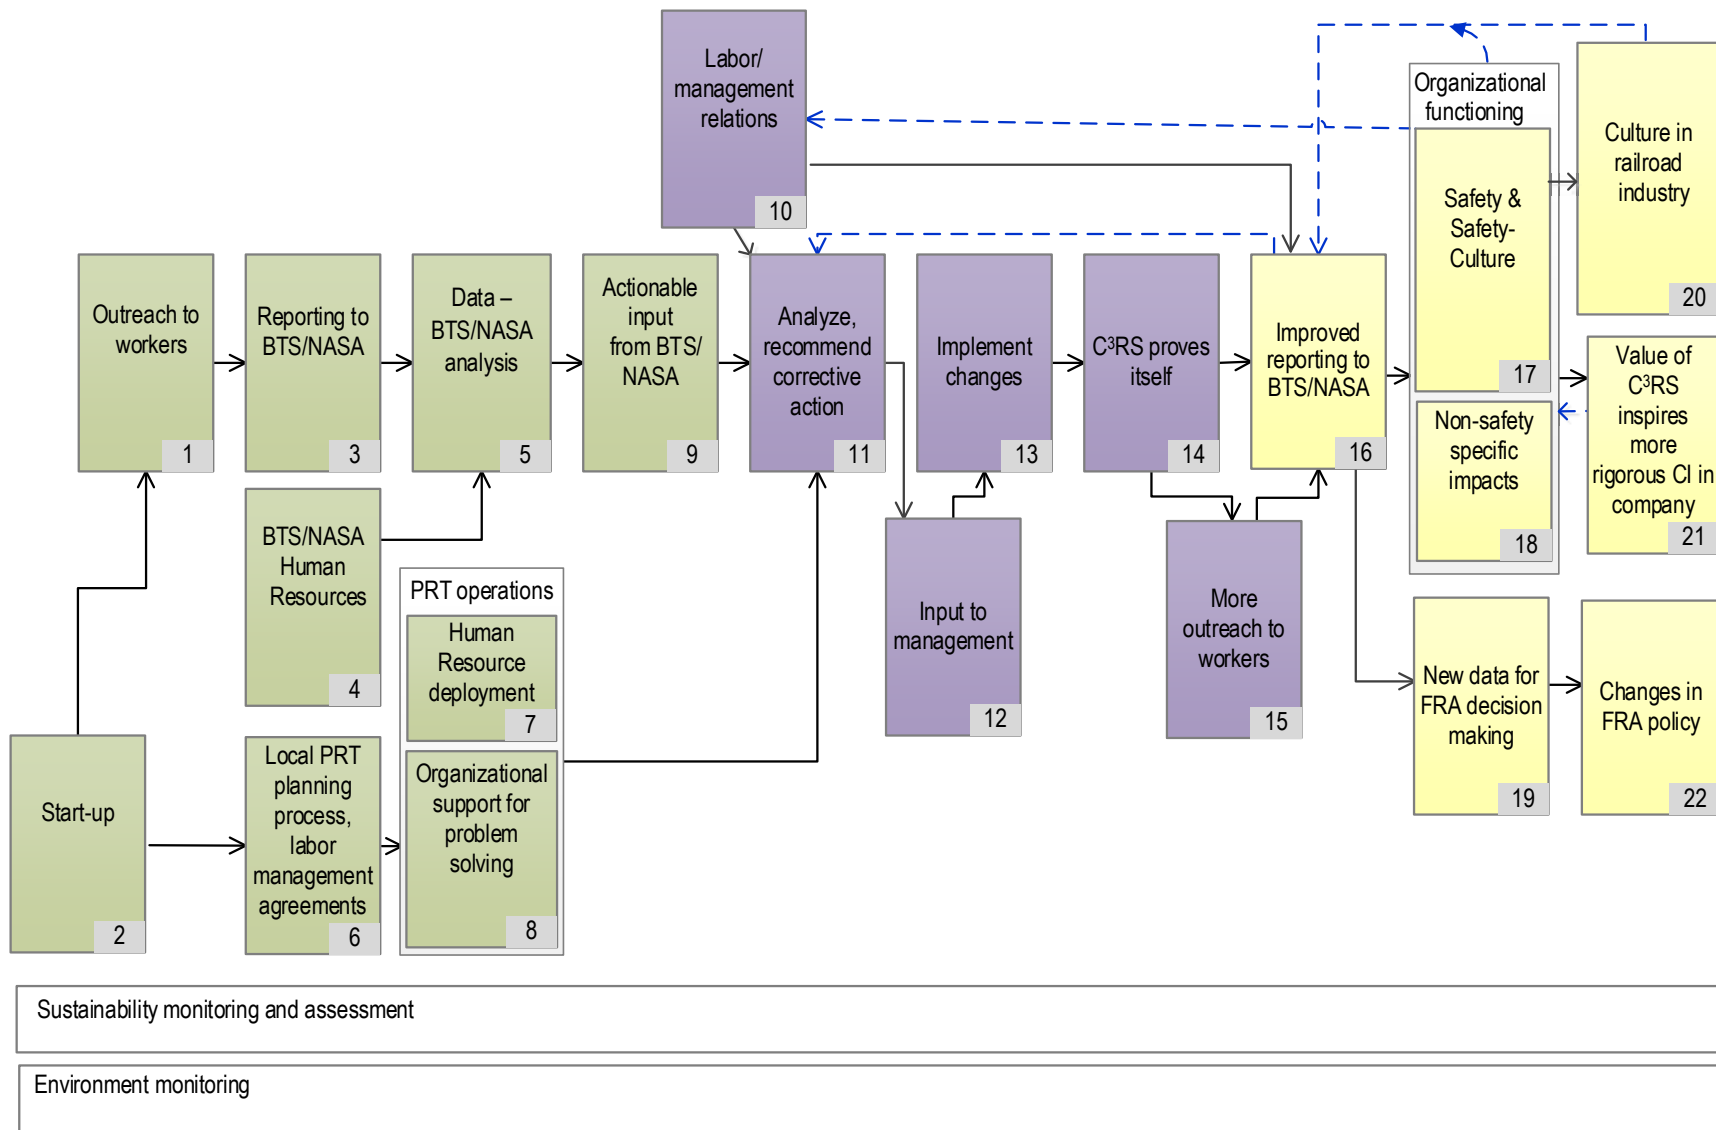 Labor/
management
relations
10
Organizational
functioning
Safety &
Safety-
Culture
17
Non-safety
specific
impacts
18
Culture in
railroad
industry
20
Outreach to
workers
1
Reporting to
BTS/NASA
3
Data –
BTS/NASA
analysis
5
Actionable
input
from BTS/
NASA
9
Analyze,
recommend
corrective
action
11
Implement
changes
13
C³RS proves
itself
14
Improved
reporting to
BTS/NASA
16
Value of
C³RS
inspires
more
rigorous CI in
company
21
BTS/NASA
Human
Resources
4
PRT operations
Human
Resource
deployment
7
Organizational
support for
problem
solving
8
Input to
management
12
More
outreach to
workers
15
New data for
FRA decision
making
19
Changes in
FRA policy
22
Start-up
2
Local PRT
planning
process,
labor
management
agreements
6
Sustainability monitoring and assessment
Environment monitoring